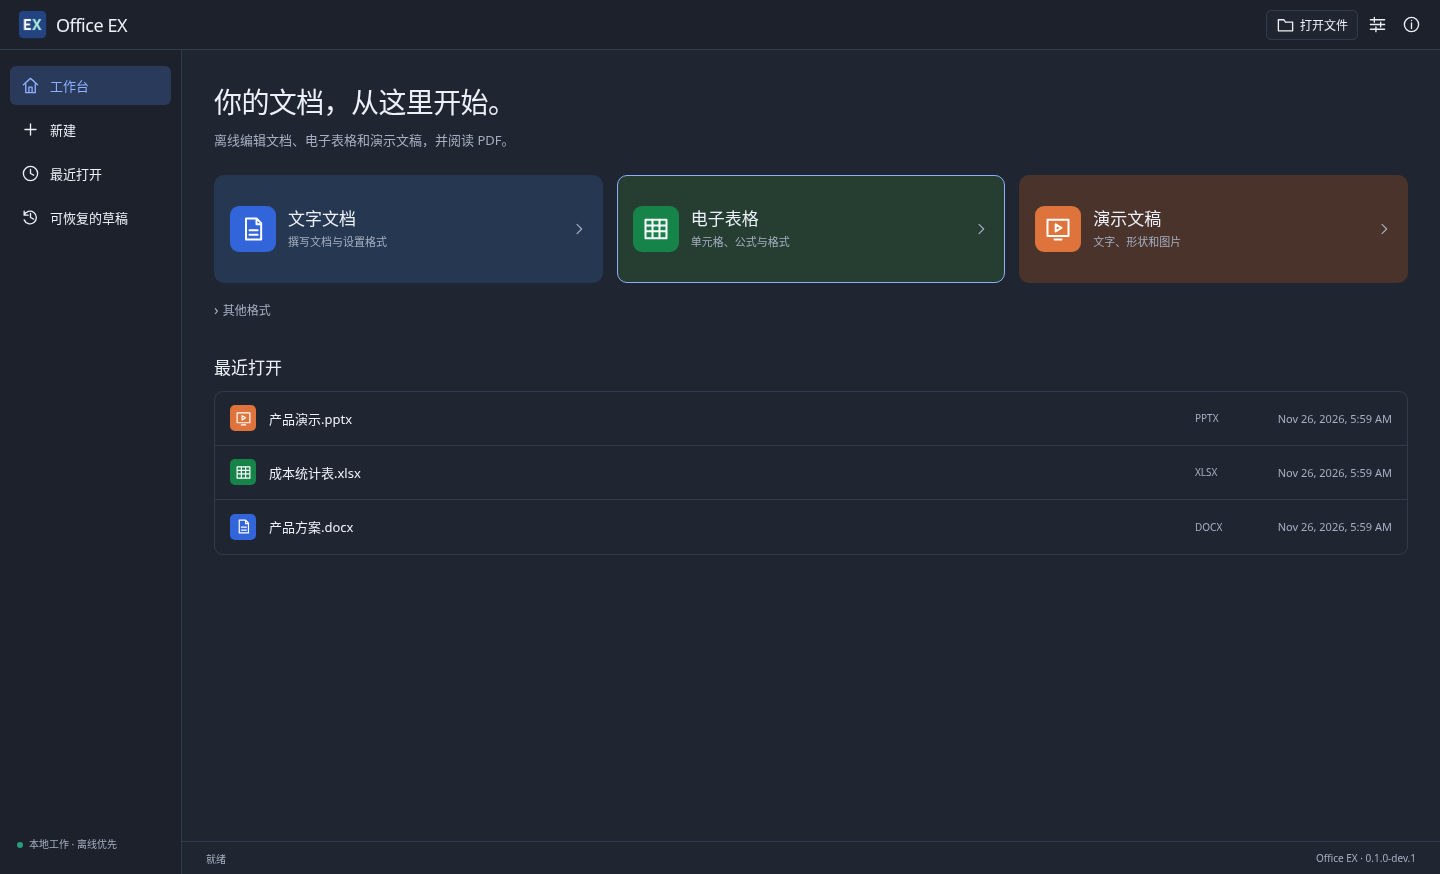 EX Office EX
打开文件
工作台
新建
最近打开
可恢复的草稿
你的文档，从这里开始。
离线编辑文档、电子表格和演示文稿，并阅读 PDF。
文字文档
撰写文档与设置格式
电子表格
单元格、公式与格式
演示文稿
文字、形状和图片
› 其他格式
最近打开
产品演示.pptx PPTX Nov 26, 2026, 5:59 AM
成本统计表.xlsx XLSX Nov 26, 2026, 5:59 AM
产品方案.docx DOCX Nov 26, 2026, 5:59 AM
本地工作 · 离线优先
就绪
Office EX · 0.1.0-dev.1